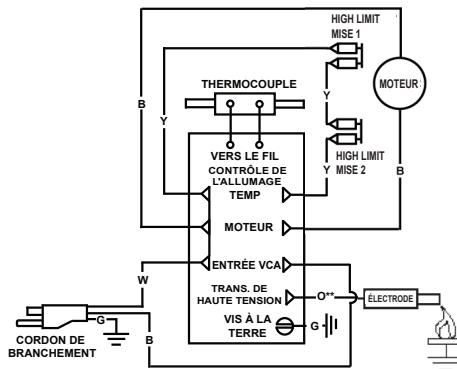 HIGH LIMIT
MISE 1
THERMOCOUPLE
MOTEUR
B
Y
Y
VERS LE FIL
CONTRÔLE DE
L'ALLUMAGE
TEMP
HIGH LIMIT
MISE 2
Y
B
MOTEUR
ENTRÉE VCA
W
TRANS. DE
HAUTE TENSION
O**
ÉLECTRODE
G
VIS À LA
TERRE
G
CORDON DE
BRANCHEMENT
B